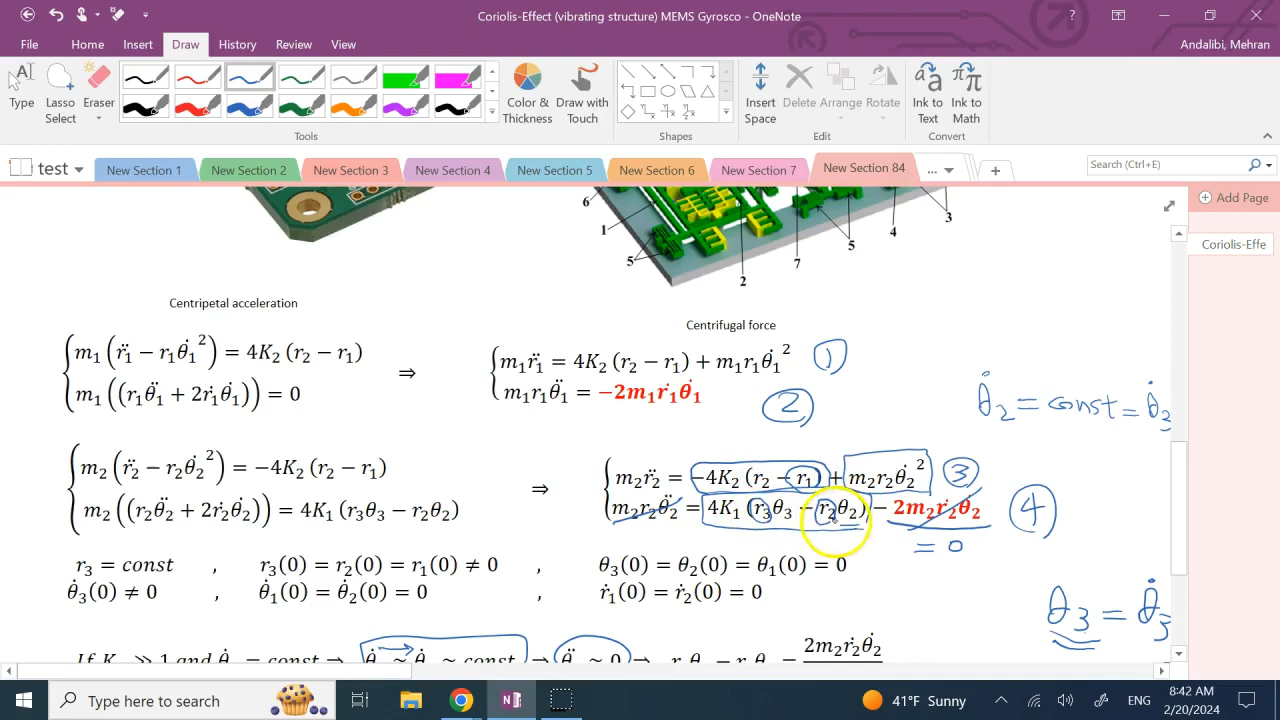 Coriolis-Effect (vibrating structure) MEMS Gyrosco - OneNote
Andalibi, Mehran
File Home Insert Draw History Review View
Type Lasso Select Eraser Color & Thickness Draw with Touch Insert Space Delete Arrange Rotate Ink to Text Ink to Math
Tools Shapes Edit Convert
test New Section 1 New Section 2 New Section 3 New Section 4 New Section 5 New Section 6 New Section 7 New Section 84 ... Search (Ctrl+E)
Add Page
Coriolis-Effe
6 1 5 2 7 5 4 3
Centripetal acceleration
Centrifugal force
m₁(r̈₁ − r₁θ̇₁²) = 4K₂(r₂ − r₁) ⇒ m₁r̈₁ = 4K₂(r₂ − r₁) + m₁r₁θ̇₁² ①
m₁((r₁θ̈₁ + 2ṙ₁θ̇₁)) = 0 m₁r₁θ̈₁ = −2m₁ṙ₁θ̇₁ ②
θ̇₂ = const = θ̇₃
m₂(r̈₂ − r₂θ̇₂²) = −4K₂(r₂ − r₁) ⇒ m₂r̈₂ = −4K₂(r₂ − r₁) + m₂r₂θ̇₂² ③
m₂((r₂θ̈₂ + 2ṙ₂θ̇₂)) = 4K₁(r₃θ₃ − r₂θ₂) m₂r₂θ̈₂ = 4K₁(r₃θ₃ − r₂θ₂) − 2m₂ṙ₂θ̇₂ ④
= 0
r₃ = const , r₃(0) = r₂(0) = r₁(0) ≠ 0 , θ₃(0) = θ₂(0) = θ₁(0) = 0
θ̇₃(0) ≠ 0 , θ̇₁(0) = θ̇₂(0) = 0 , ṙ₁(0) = ṙ₂(0) = 0
θ₃ = θ̇₃
2m₂ṙ₂θ̇₂
Type here to search 41°F Sunny ENG 8:42 AM
2/20/2024